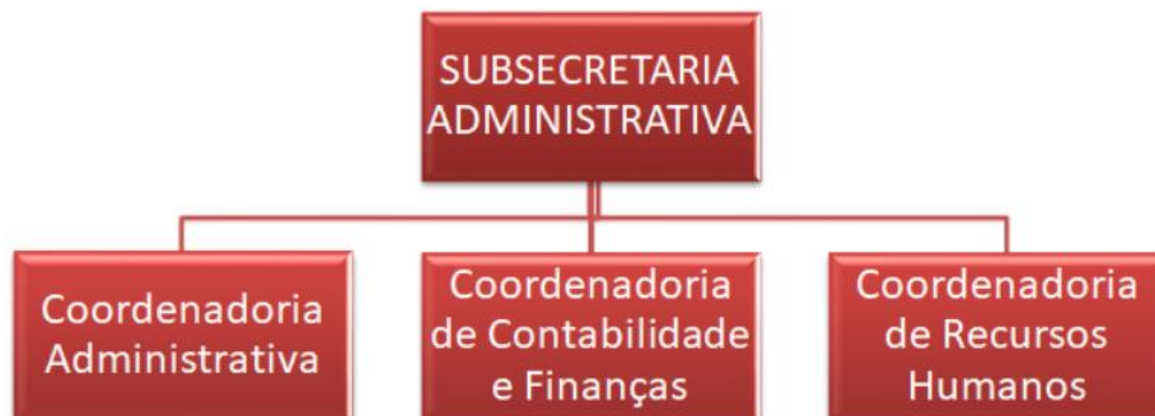 SUBSECRETARIA
ADMINISTRATIVA
Coordenadoria
Administrativa
Coordenadoria
de Contabilidade
e Finanças
Coordenadoria
de Recursos
Humanos